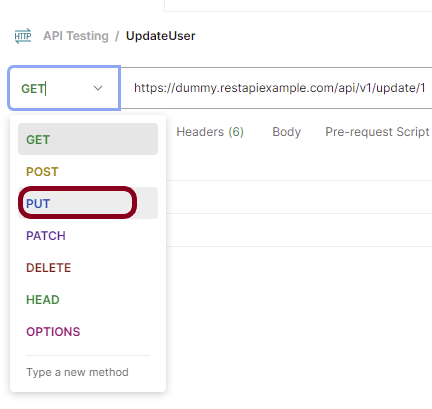 HTTP API Testing / UpdateUser
GET https://dummy.restapiexample.com/api/v1/update/1
Headers (6) Body Pre-request Script
GET
POST
PUT
PATCH
DELETE
HEAD
OPTIONS
Type a new method